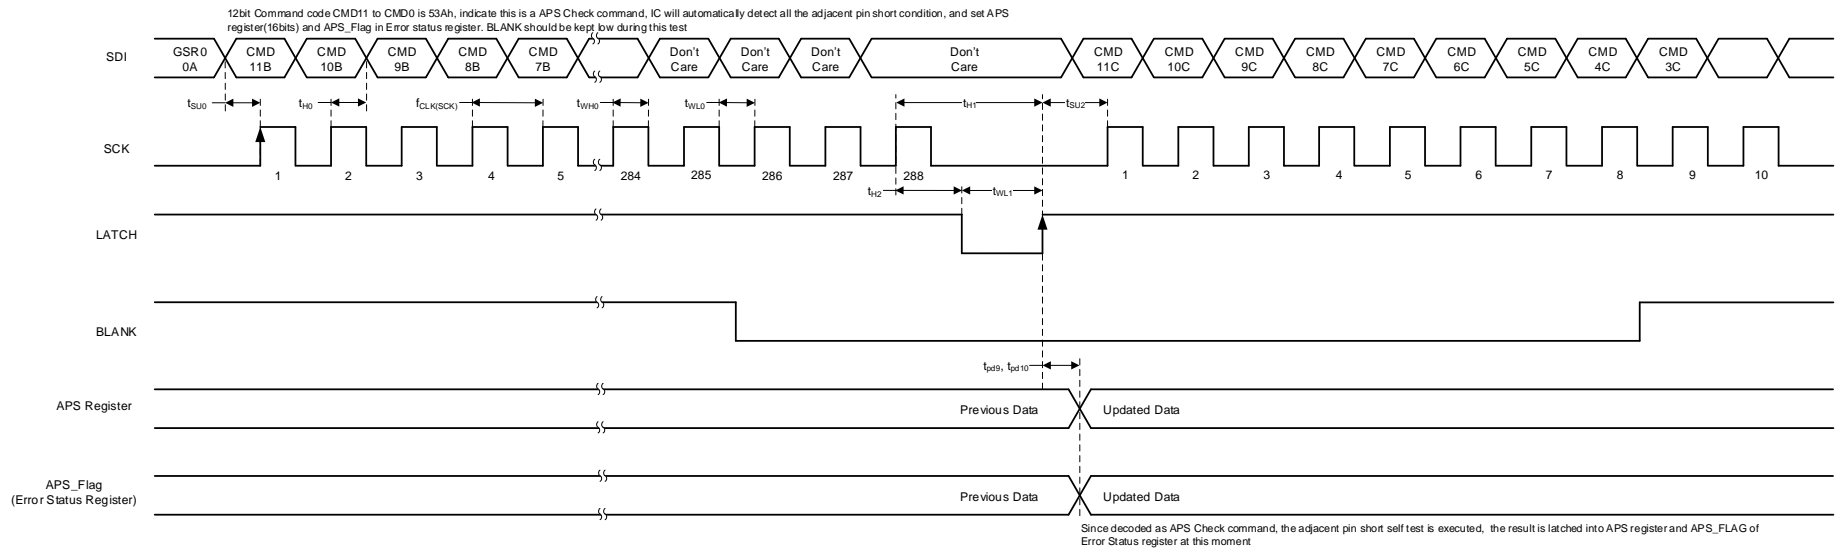 12bit Command code CMD11 to CMD0 is 53Ah, indicate this is a APS Check command, IC will automatically detect all the adjacent pin short condition, and set APS
register(16bits) and APS_Flag in Error status register. BLANK should be kept low during this test
SDI
GSR0 0A
CMD 11B
CMD 10B
CMD 9B
CMD 8B
CMD 7B
Don't Care
Don't Care
Don't Care
Don't Care
CMD 11C
CMD 10C
CMD 9C
CMD 8C
CMD 7C
CMD 6C
CMD 5C
CMD 4C
CMD 3C
tSU0
tH0
fCLK(SCK)
tWH0
tWL0
tH1
tSU2
SCK
1 2 3 4 5 284 285 286 287 288 1 2 3 4 5 6 7 8 9 10
tH2
tWL1
LATCH
BLANK
tpd9, tpd10
APS Register
Previous Data
Updated Data
APS_Flag
(Error Status Register)
Previous Data
Updated Data
Since decoded as APS Check command, the adjacent pin short self test is executed, the result is latched into APS register and APS_FLAG of
Error Status register at this moment